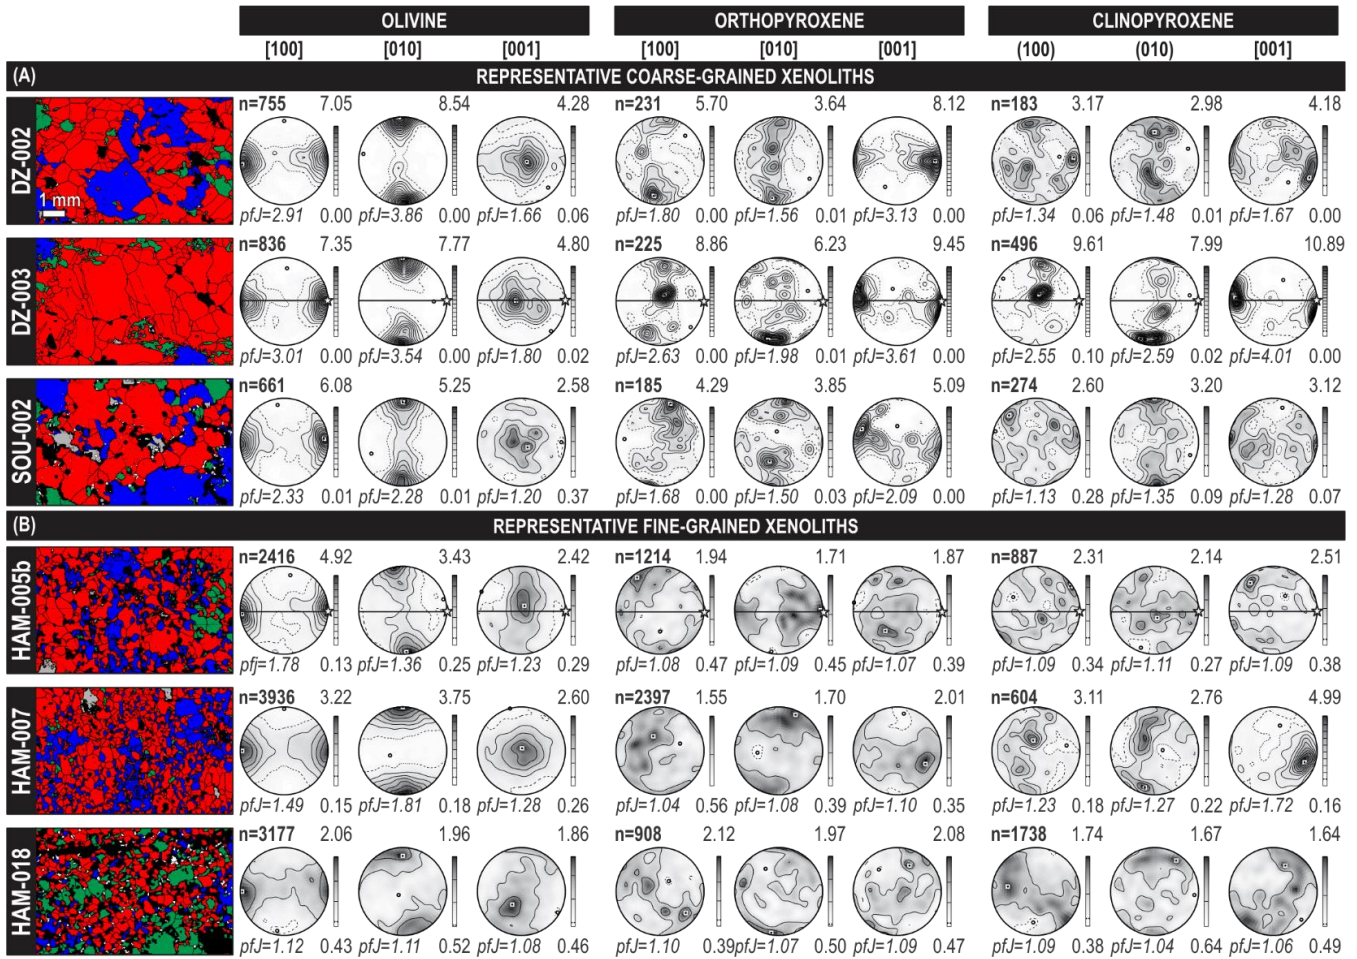 OLIVINE ORTHOPYROXENE CLINOPYROXENE
[100] [010] [001] [100] [010] [001] (100) (010) [001]
(A) REPRESENTATIVE COARSE-GRAINED XENOLITHS
DZ-002
1 mm
n=755 7.05 8.54 4.28 n=231 5.70 3.64 8.12 n=183 3.17 2.98 4.18
pfJ=2.91 0.00 pfJ=3.86 0.00 pfJ=1.66 0.06 pfJ=1.80 0.00 pfJ=1.56 0.01 pfJ=3.13 0.00 pfJ=1.34 0.06 pfJ=1.48 0.01 pfJ=1.67 0.00
DZ-003
n=836 7.35 7.77 4.80 n=225 8.86 6.23 9.45 n=496 9.61 7.99 10.89
pfJ=3.01 0.00 pfJ=3.54 0.00 pfJ=1.80 0.02 pfJ=2.63 0.00 pfJ=1.98 0.01 pfJ=3.61 0.00 pfJ=2.55 0.10 pfJ=2.59 0.02 pfJ=4.01 0.00
SOU-002
n=661 6.08 5.25 2.58 n=185 4.29 3.85 5.09 n=274 2.60 3.20 3.12
pfJ=2.33 0.01 pfJ=2.28 0.01 pfJ=1.20 0.37 pfJ=1.68 0.00 pfJ=1.50 0.03 pfJ=2.09 0.00 pfJ=1.13 0.28 pfJ=1.35 0.09 pfJ=1.28 0.07
(B) REPRESENTATIVE FINE-GRAINED XENOLITHS
HAM-005b
n=2416 4.92 3.43 2.42 n=1214 1.94 1.71 1.87 n=887 2.31 2.14 2.51
pfj=1.78 0.13 pfJ=1.36 0.25 pfJ=1.23 0.29 pfJ=1.08 0.47 pfJ=1.09 0.45 pfJ=1.07 0.39 pfJ=1.09 0.34 pfJ=1.11 0.27 pfJ=1.09 0.38
HAM-007
n=3936 3.22 3.75 2.60 n=2397 1.55 1.70 2.01 n=604 3.11 2.76 4.99
pfJ=1.49 0.15 pfJ=1.81 0.18 pfJ=1.28 0.26 pfJ=1.04 0.56 pfJ=1.08 0.39 pfJ=1.10 0.35 pfJ=1.23 0.18 pfJ=1.27 0.22 pfJ=1.72 0.16
HAM-018
n=3177 2.06 1.96 1.86 n=908 2.12 1.97 2.08 n=1738 1.74 1.67 1.64
pfJ=1.12 0.43 pfJ=1.11 0.52 pfJ=1.08 0.46 pfJ=1.10 0.39 pfJ=1.07 0.50 pfJ=1.09 0.47 pfJ=1.09 0.38 pfJ=1.04 0.64 pfJ=1.06 0.49